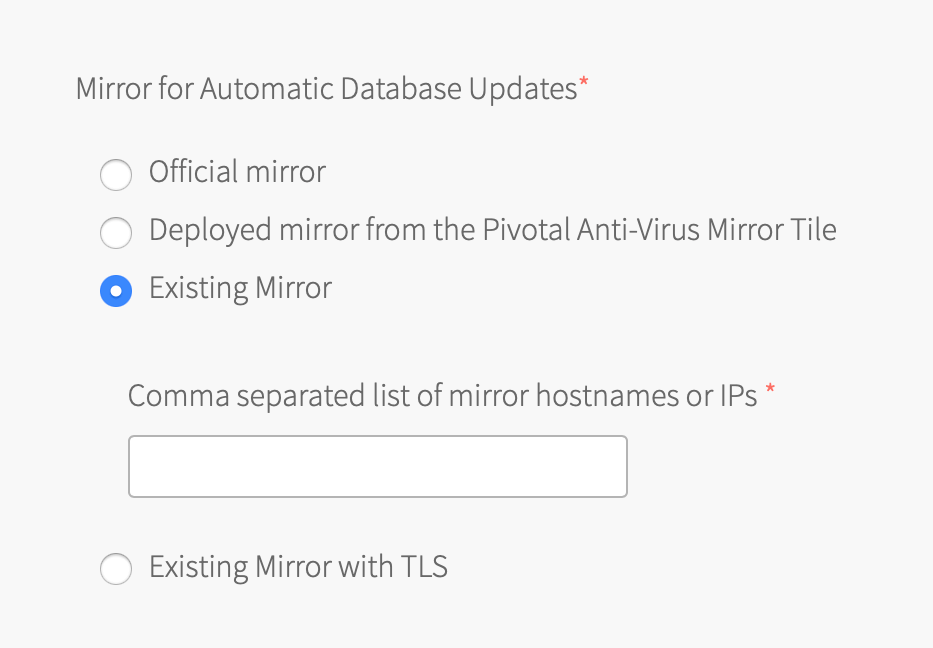 Mirror for Automatic Database Updates*
Official mirror
Deployed mirror from the Pivotal Anti-Virus Mirror Tile
Existing Mirror
Comma separated list of mirror hostnames or IPs *
Existing Mirror with TLS